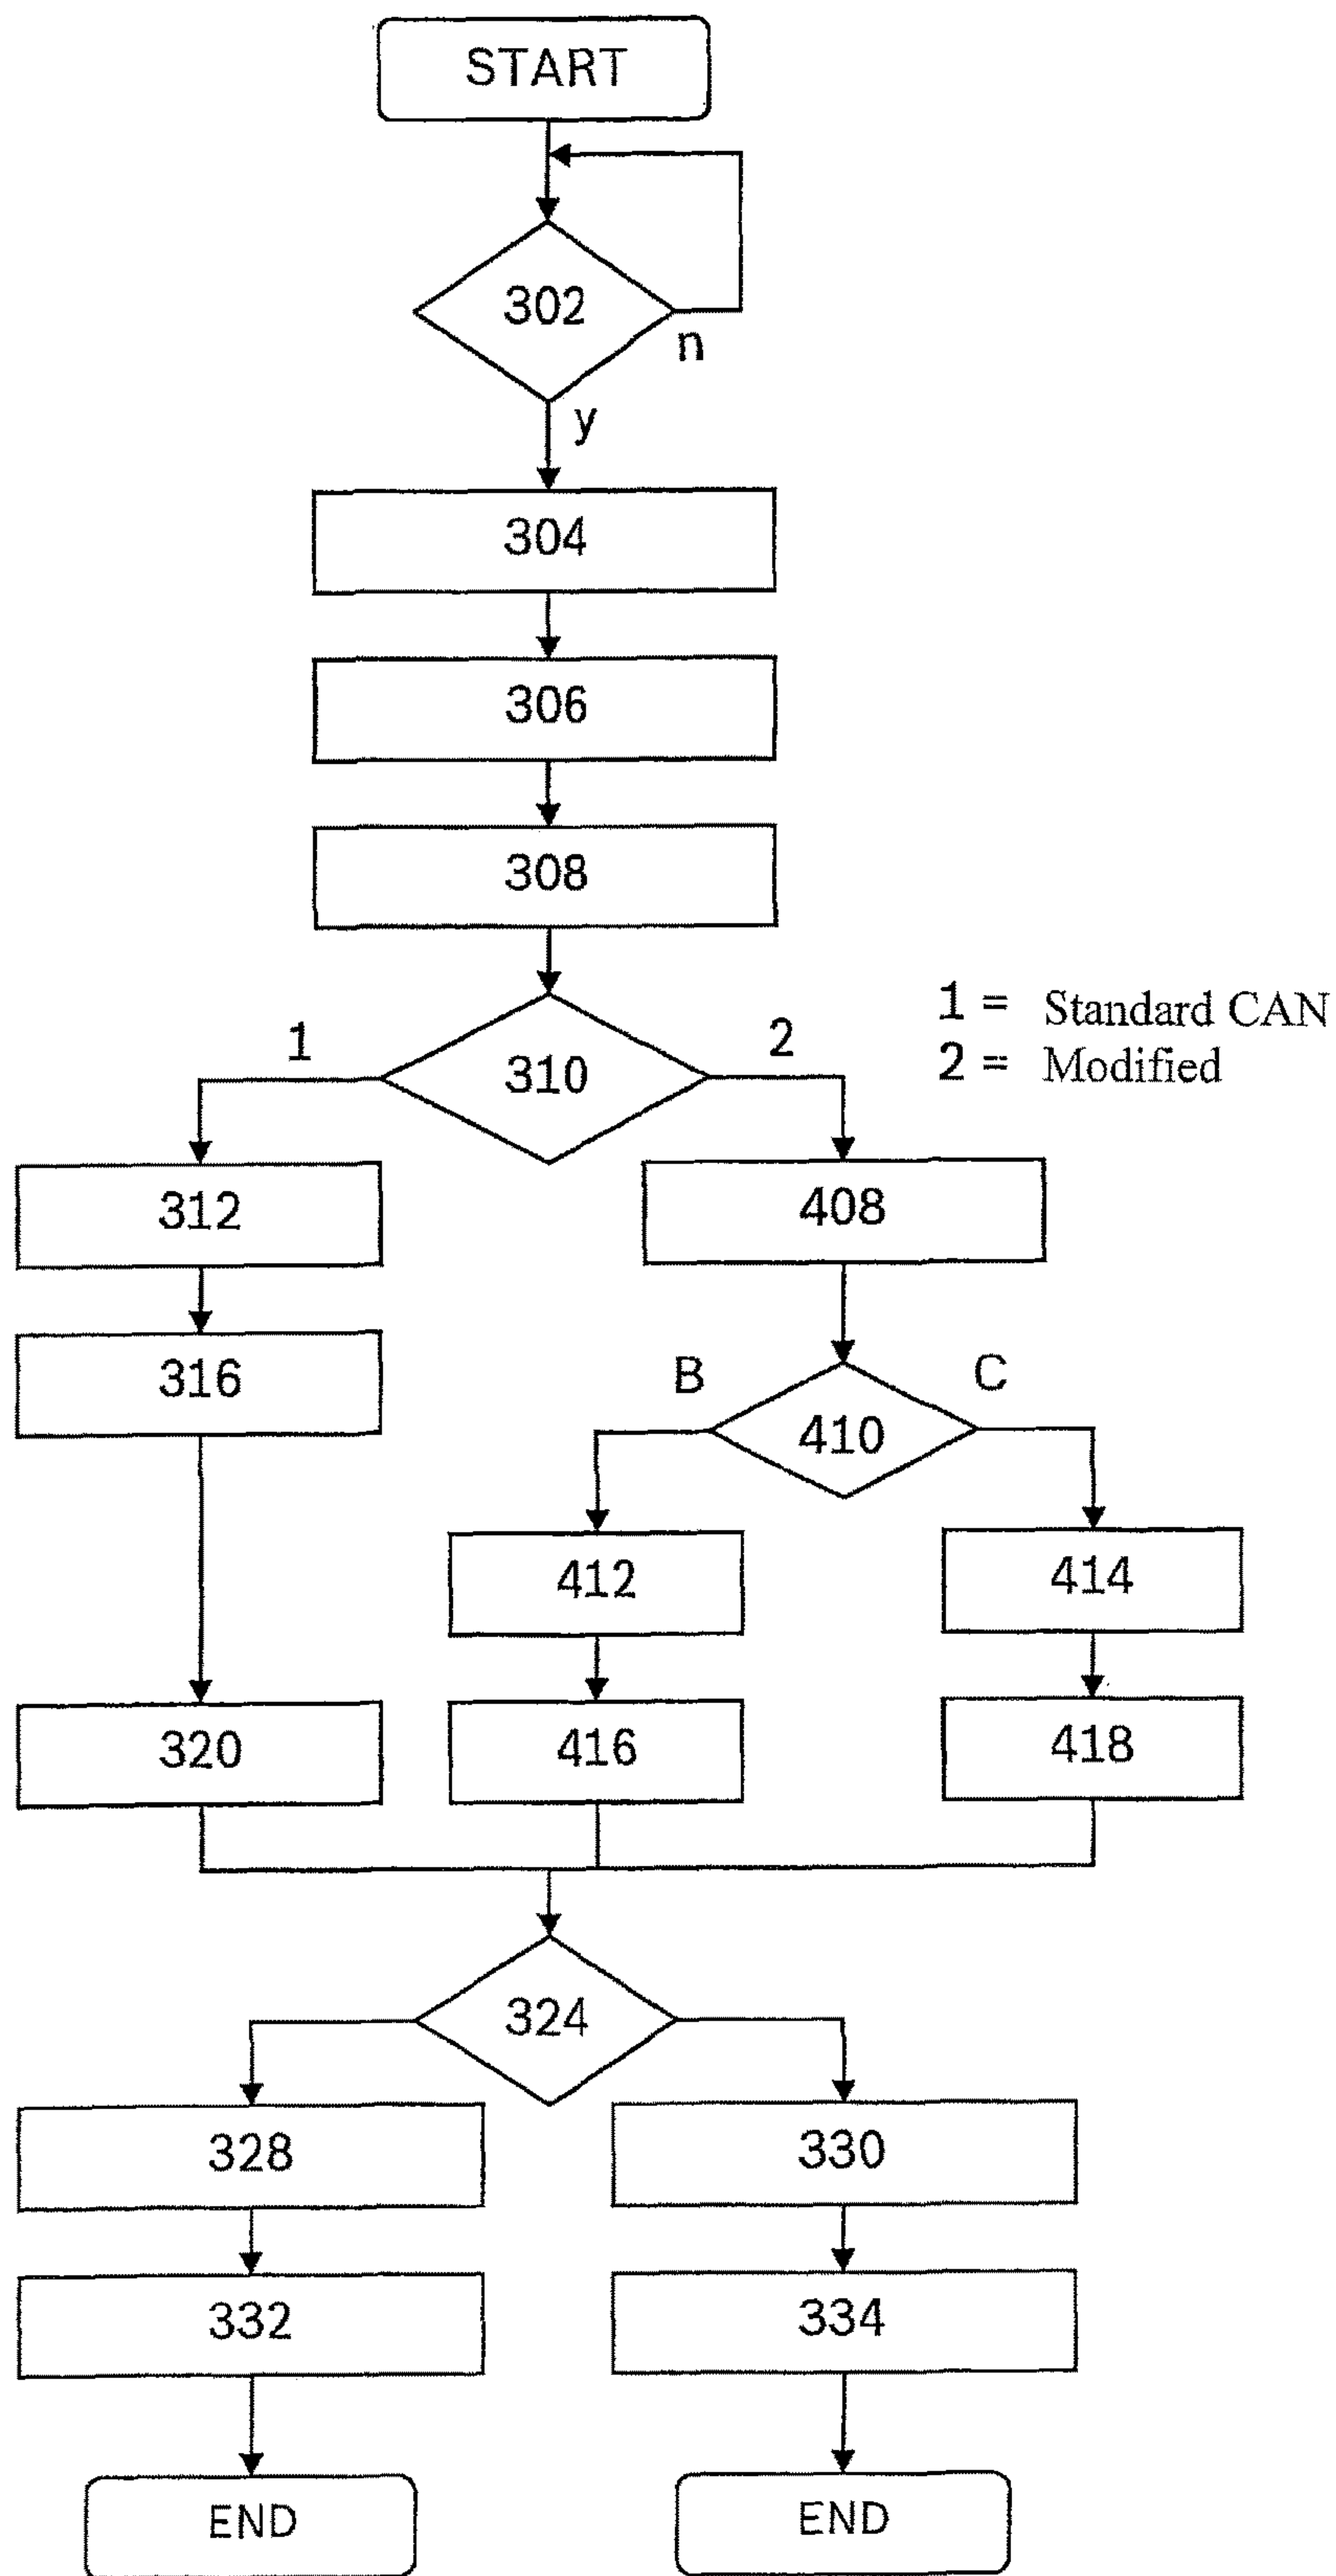 START
302
n
y
304
306
308
1 = Standard CAN
2 = Modified
1
2
310
312
408
316
B
C
410
412
414
320
416
418
324
328
330
332
334
END
END